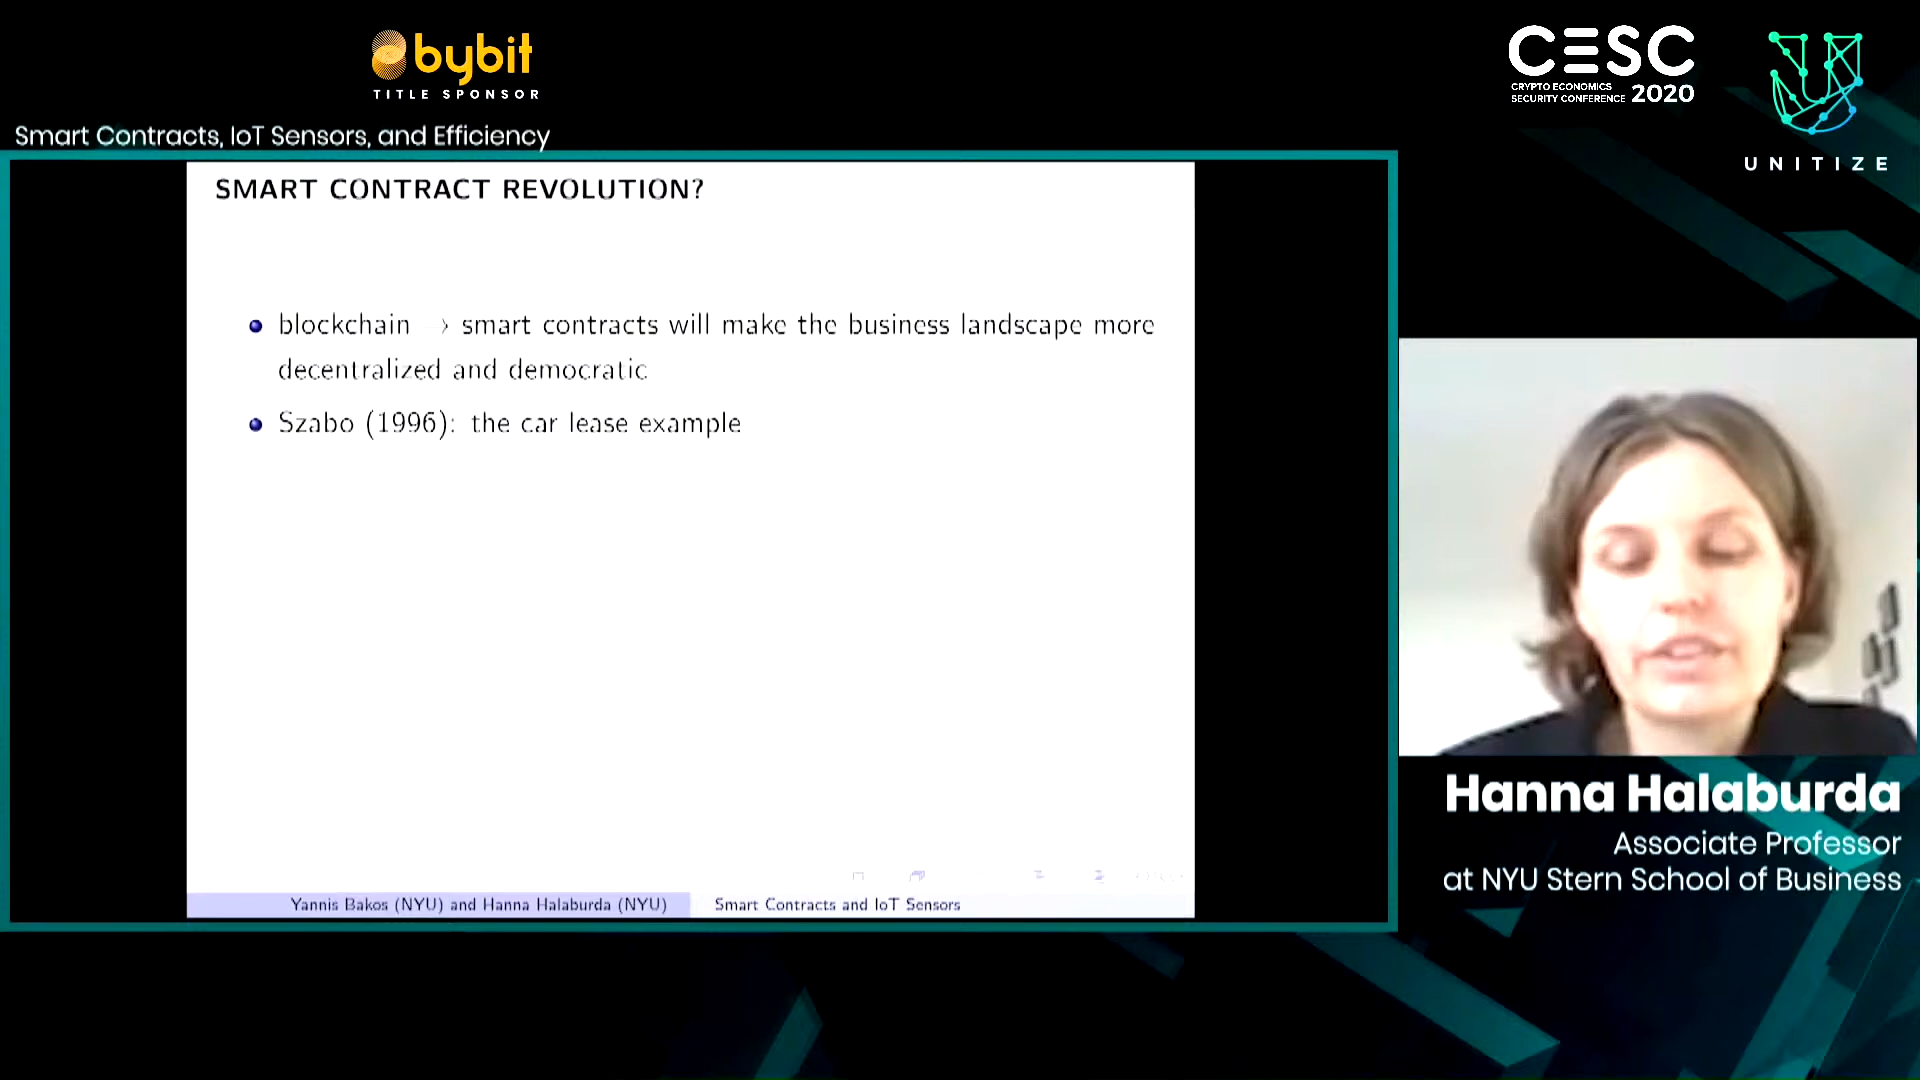 bybit
TITLE SPONSOR
CESC
CRYPTO ECONOMICS
SECURITY CONFERENCE 2020
UNITIZE
Smart Contracts, IoT Sensors, and Efficiency
SMART CONTRACT REVOLUTION?
blockchain → smart contracts will make the business landscape more
decentralized and democratic
Szabo (1996): the car lease example
Yannis Bakos (NYU) and Hanna Halaburda (NYU)
Smart Contracts and IoT Sensors
Hanna Halaburda
Associate Professor
at NYU Stern School of Business